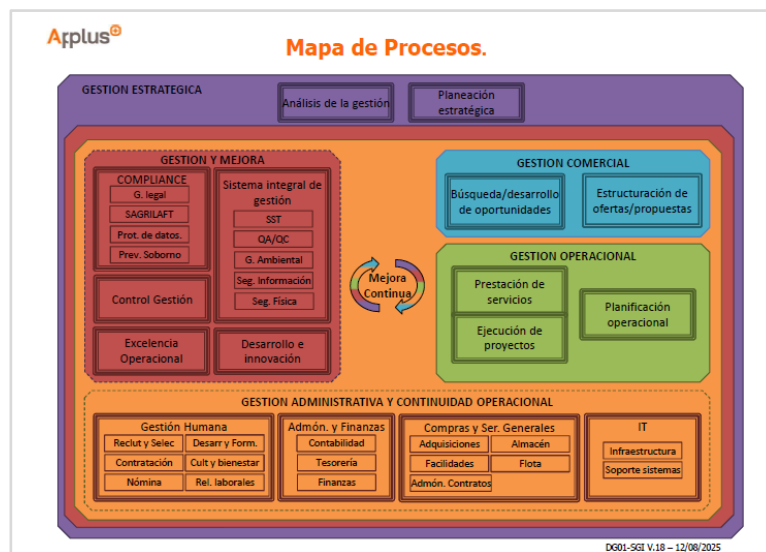 Applus+
Mapa de Procesos.
GESTION ESTRATEGICA
Análisis de la gestión
Planeación
estratégica
GESTION Y MEJORA
COMPLIANCE
G. legal
SAGRILAFT
Prot. de datos.
Prev. Soborno
Sistema integral de
gestión
SST
QA/QC
G. Ambiental
Seg. Información
Seg. Física
Control Gestión
Excelencia
Operacional
Desarrollo e
innovación
Mejora
Continua
GESTION COMERCIAL
Búsqueda/desarrollo
de oportunidades
Estructuración de
ofertas/propuestas
GESTION OPERACIONAL
Prestación de
servicios
Ejecución de
proyectos
Planificación
operacional
GESTION ADMINISTRATIVA Y CONTINUIDAD OPERACIONAL
Gestión Humana
Reclut y Selec
Desarr y Form.
Contratación
Cult y bienestar
Nómina
Rel. laborales
Admón. y Finanzas
Contabilidad
Tesorería
Finanzas
Compras y Ser. Generales
Adquisiciones
Almacén
Facilidades
Flota
Admón. Contratos
IT
Infraestructura
Soporte sistemas
DG01-SGI V.18 – 12/08/2025